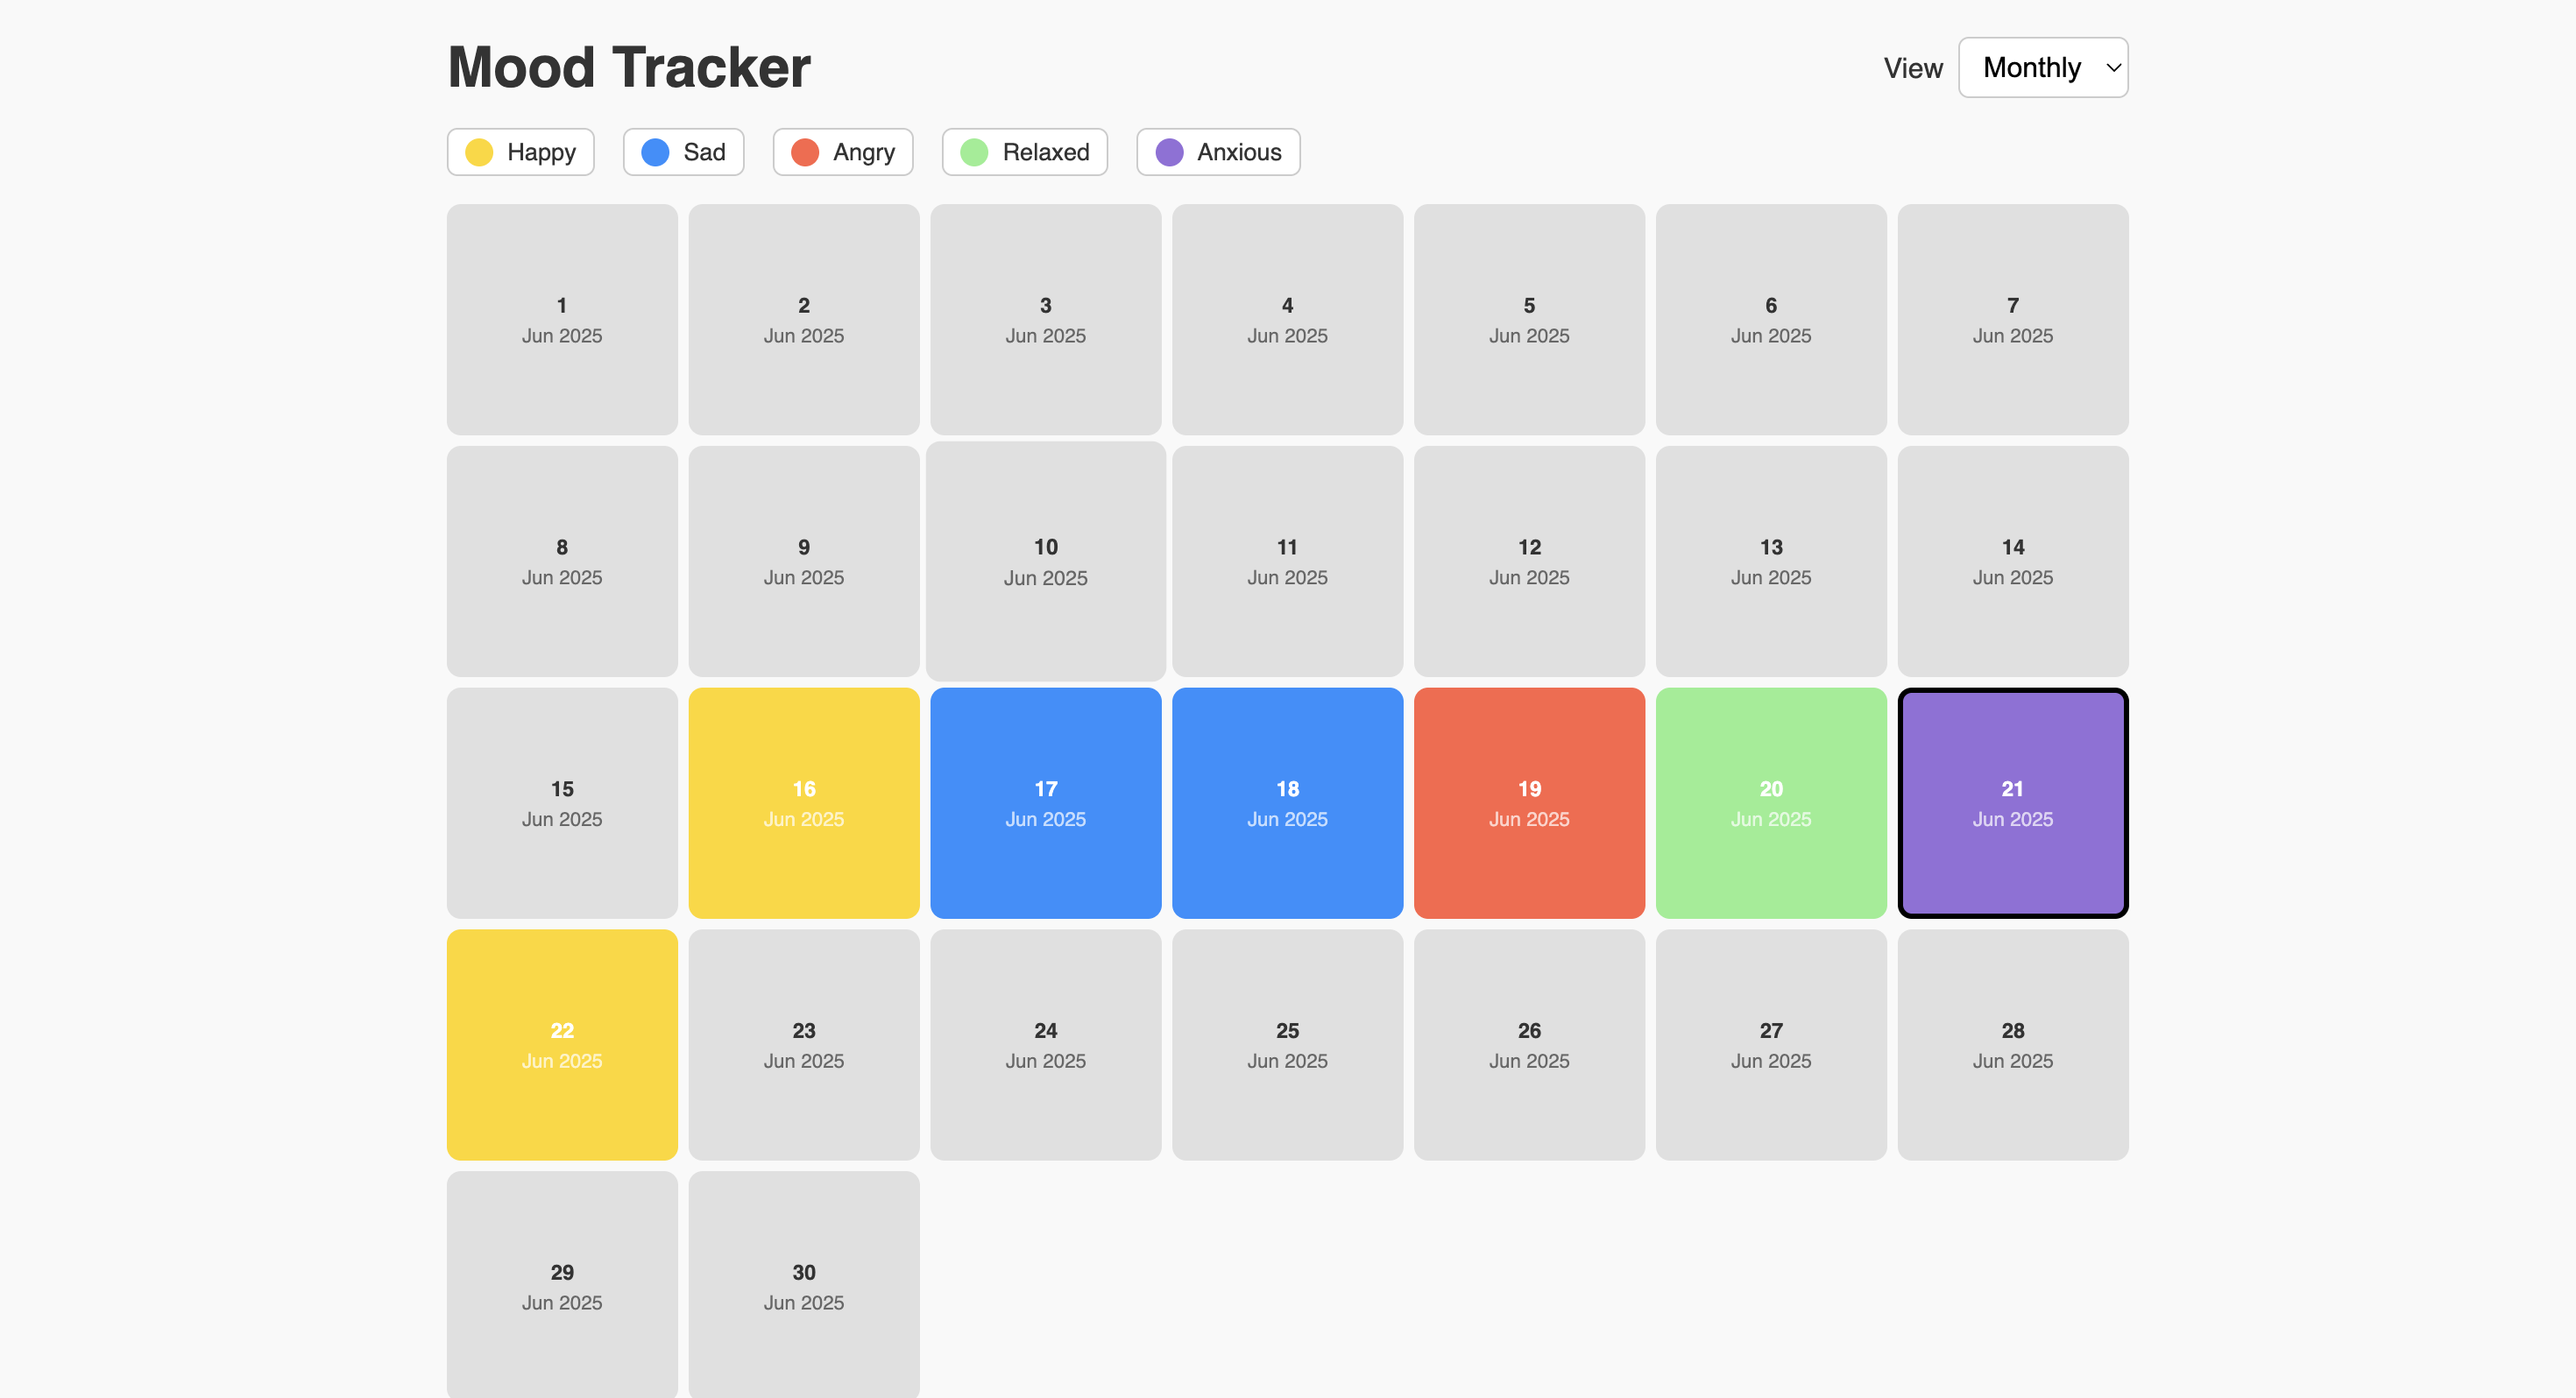 Mood Tracker
View Monthly
Happy Sad Angry Relaxed Anxious
1 2 3 4 5 6 7
Jun 2025 Jun 2025 Jun 2025 Jun 2025 Jun 2025 Jun 2025 Jun 2025
8 9 10 11 12 13 14
Jun 2025 Jun 2025 Jun 2025 Jun 2025 Jun 2025 Jun 2025 Jun 2025
15 16 17 18 19 20 21
Jun 2025 Jun 2025 Jun 2025 Jun 2025 Jun 2025 Jun 2025 Jun 2025
22 23 24 25 26 27 28
Jun 2025 Jun 2025 Jun 2025 Jun 2025 Jun 2025 Jun 2025 Jun 2025
29 30
Jun 2025 Jun 2025